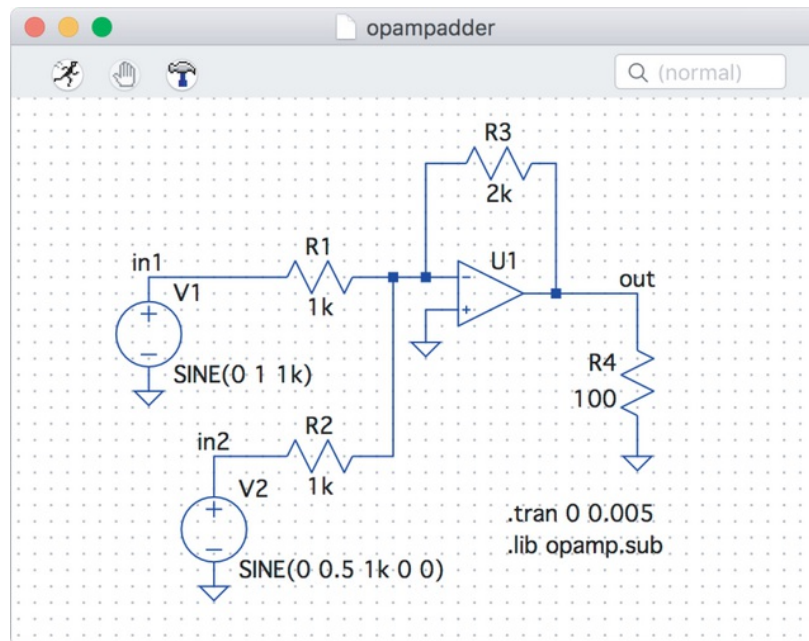 opampadder
(normal)
R3
2k
R1
1k
in1
V1
SINE(0 1 1k)
U1
out
R4
100
R2
1k
in2
V2
SINE(0 0.5 1k 0 0)
.tran 0 0.005
.lib opamp.sub